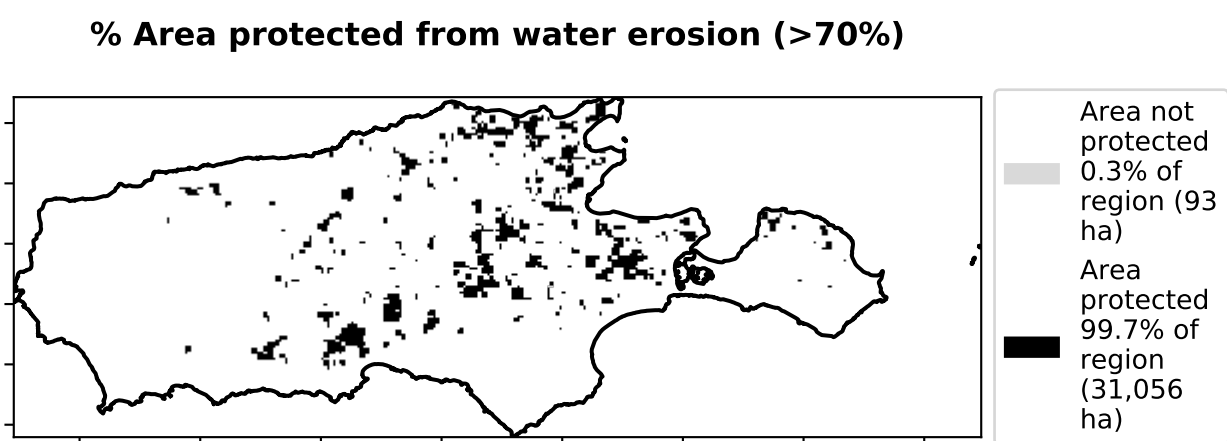 % Area protected from water erosion (>70%)
Area not
protected
0.3% of
region (93
ha)
Area
protected
99.7% of
region
(31,056
ha)